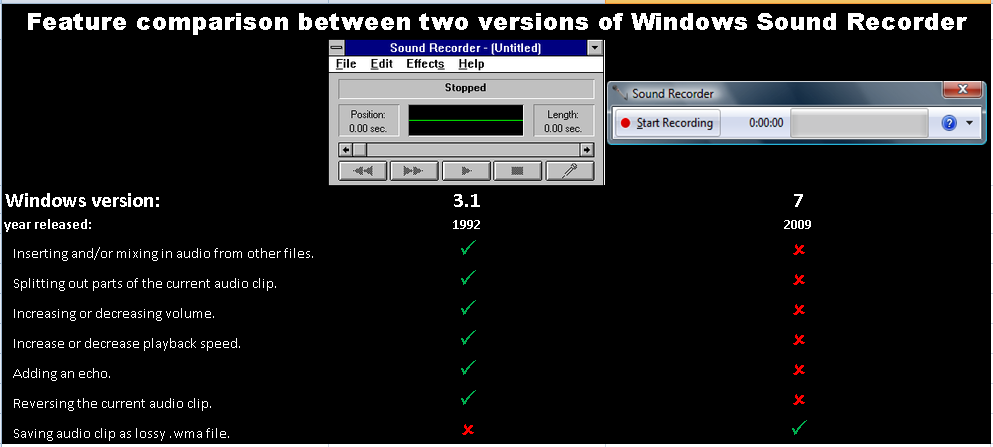 Feature comparison between two versions of Windows Sound Recorder
Sound Recorder - (Untitled)
File Edit Effects Help
Stopped
Position:
0.00 sec.
Length:
0.00 sec.
Sound Recorder
Start Recording 0:00:00 ?
Windows version: 3.1 7
year released: 1992 2009
Inserting and/or mixing in audio from other files.
Splitting out parts of the current audio clip.
Increasing or decreasing volume.
Increase or decrease playback speed.
Adding an echo.
Reversing the current audio clip.
Saving audio clip as lossy .wma file.